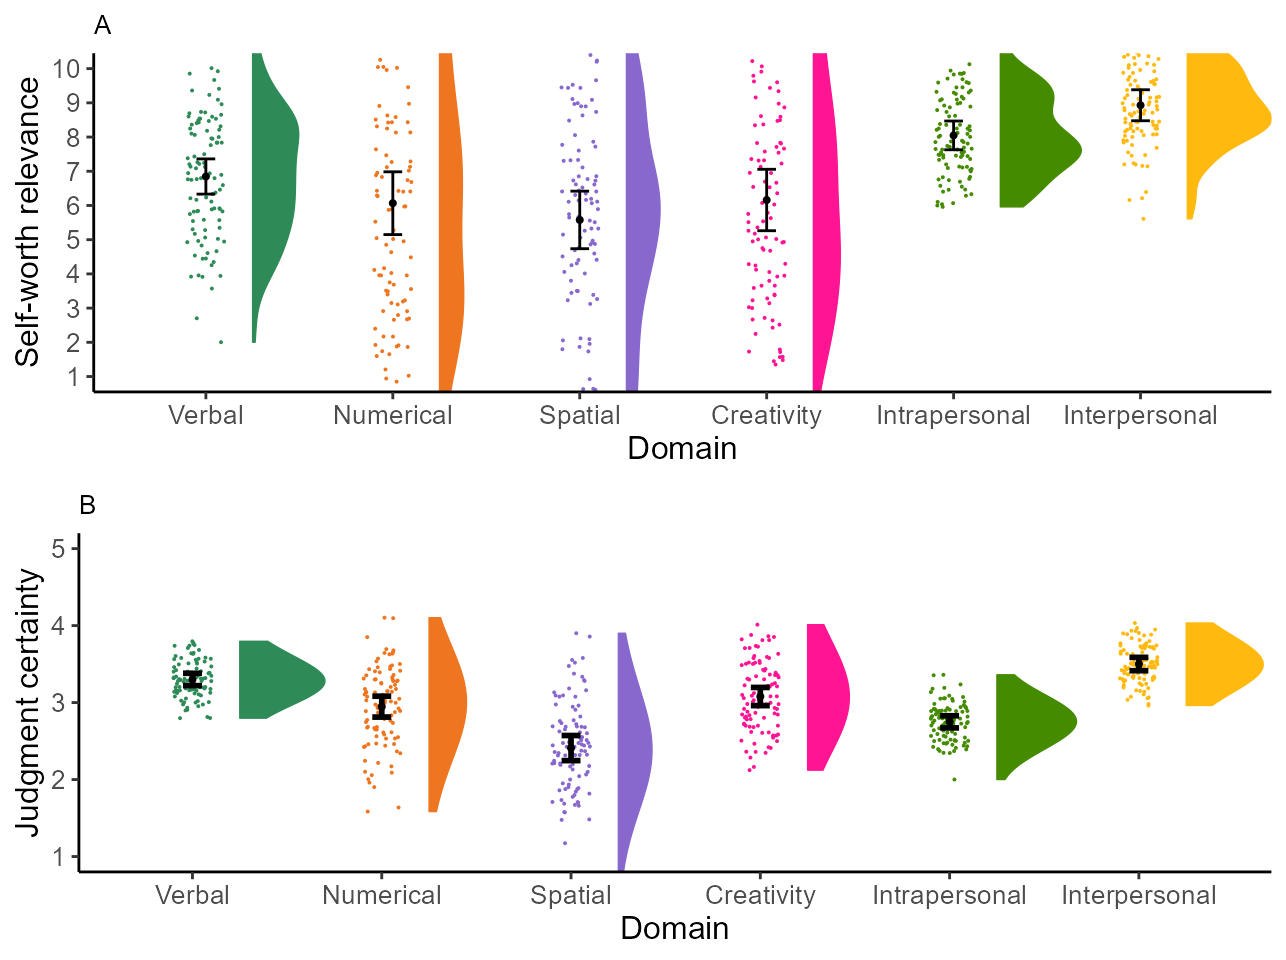 A
Self-worth relevance
10
9
8
7
6
5
4
3
2
1
Verbal Numerical Spatial Creativity Intrapersonal Interpersonal
Domain
B
Judgment certainty
5
4
3
2
1
Verbal Numerical Spatial Creativity Intrapersonal Interpersonal
Domain